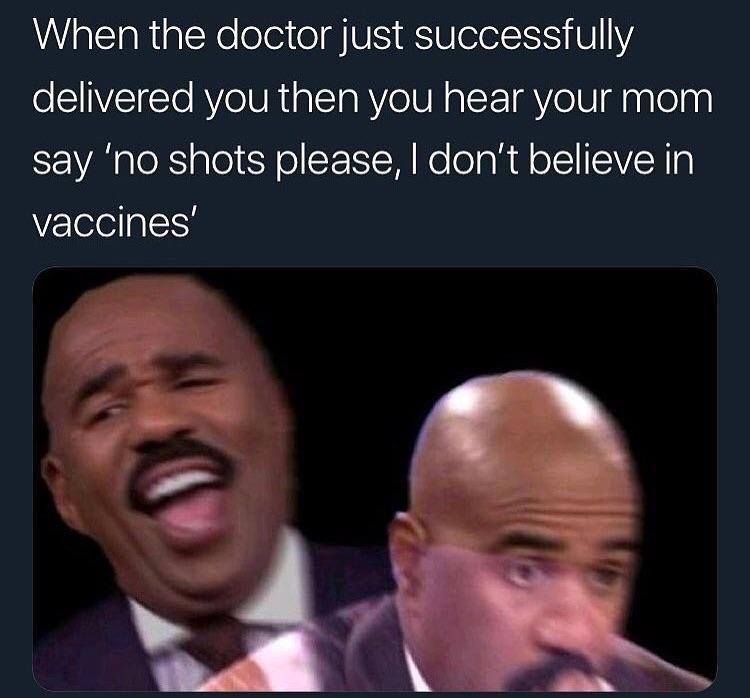 When the doctor just successfully
delivered you then you hear your mom
say ‘no shots please, I don’t believe in
vaccines’